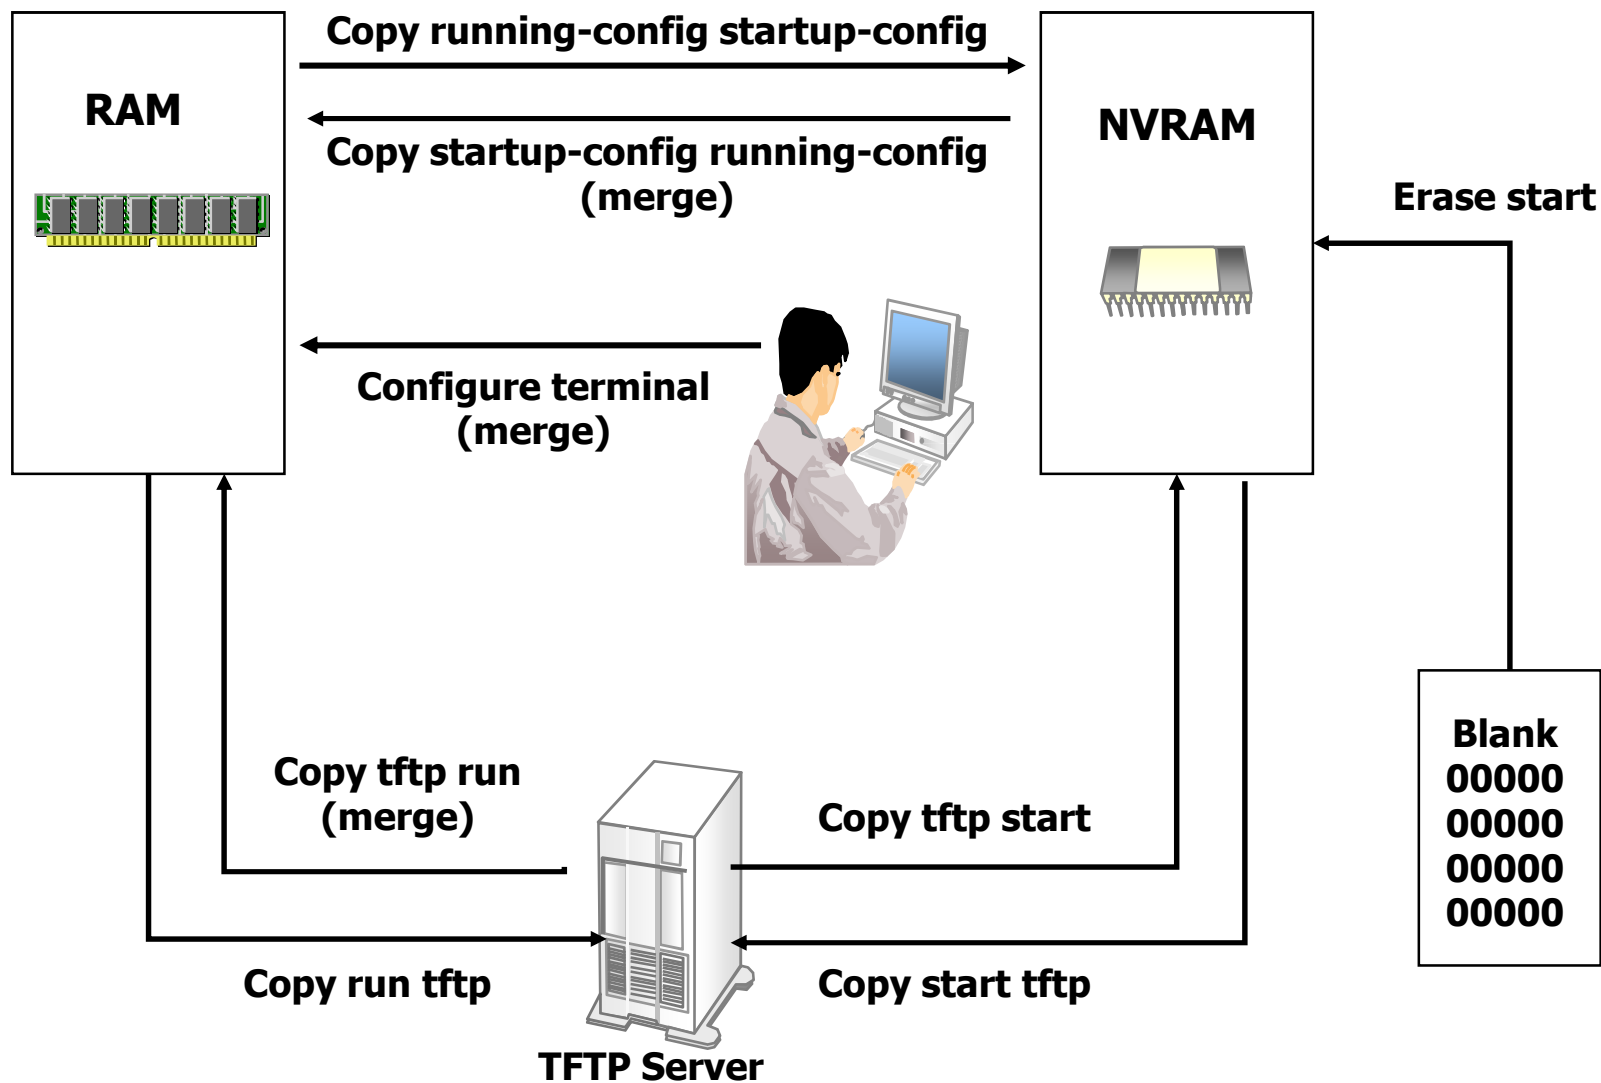 Copy running-config startup-config
RAM
NVRAM
Copy startup-config running-config
(merge)
Erase start
Configure terminal
(merge)
Blank
00000
00000
00000
00000
Copy tftp run
(merge)
Copy tftp start
Copy run tftp
Copy start tftp
TFTP Server